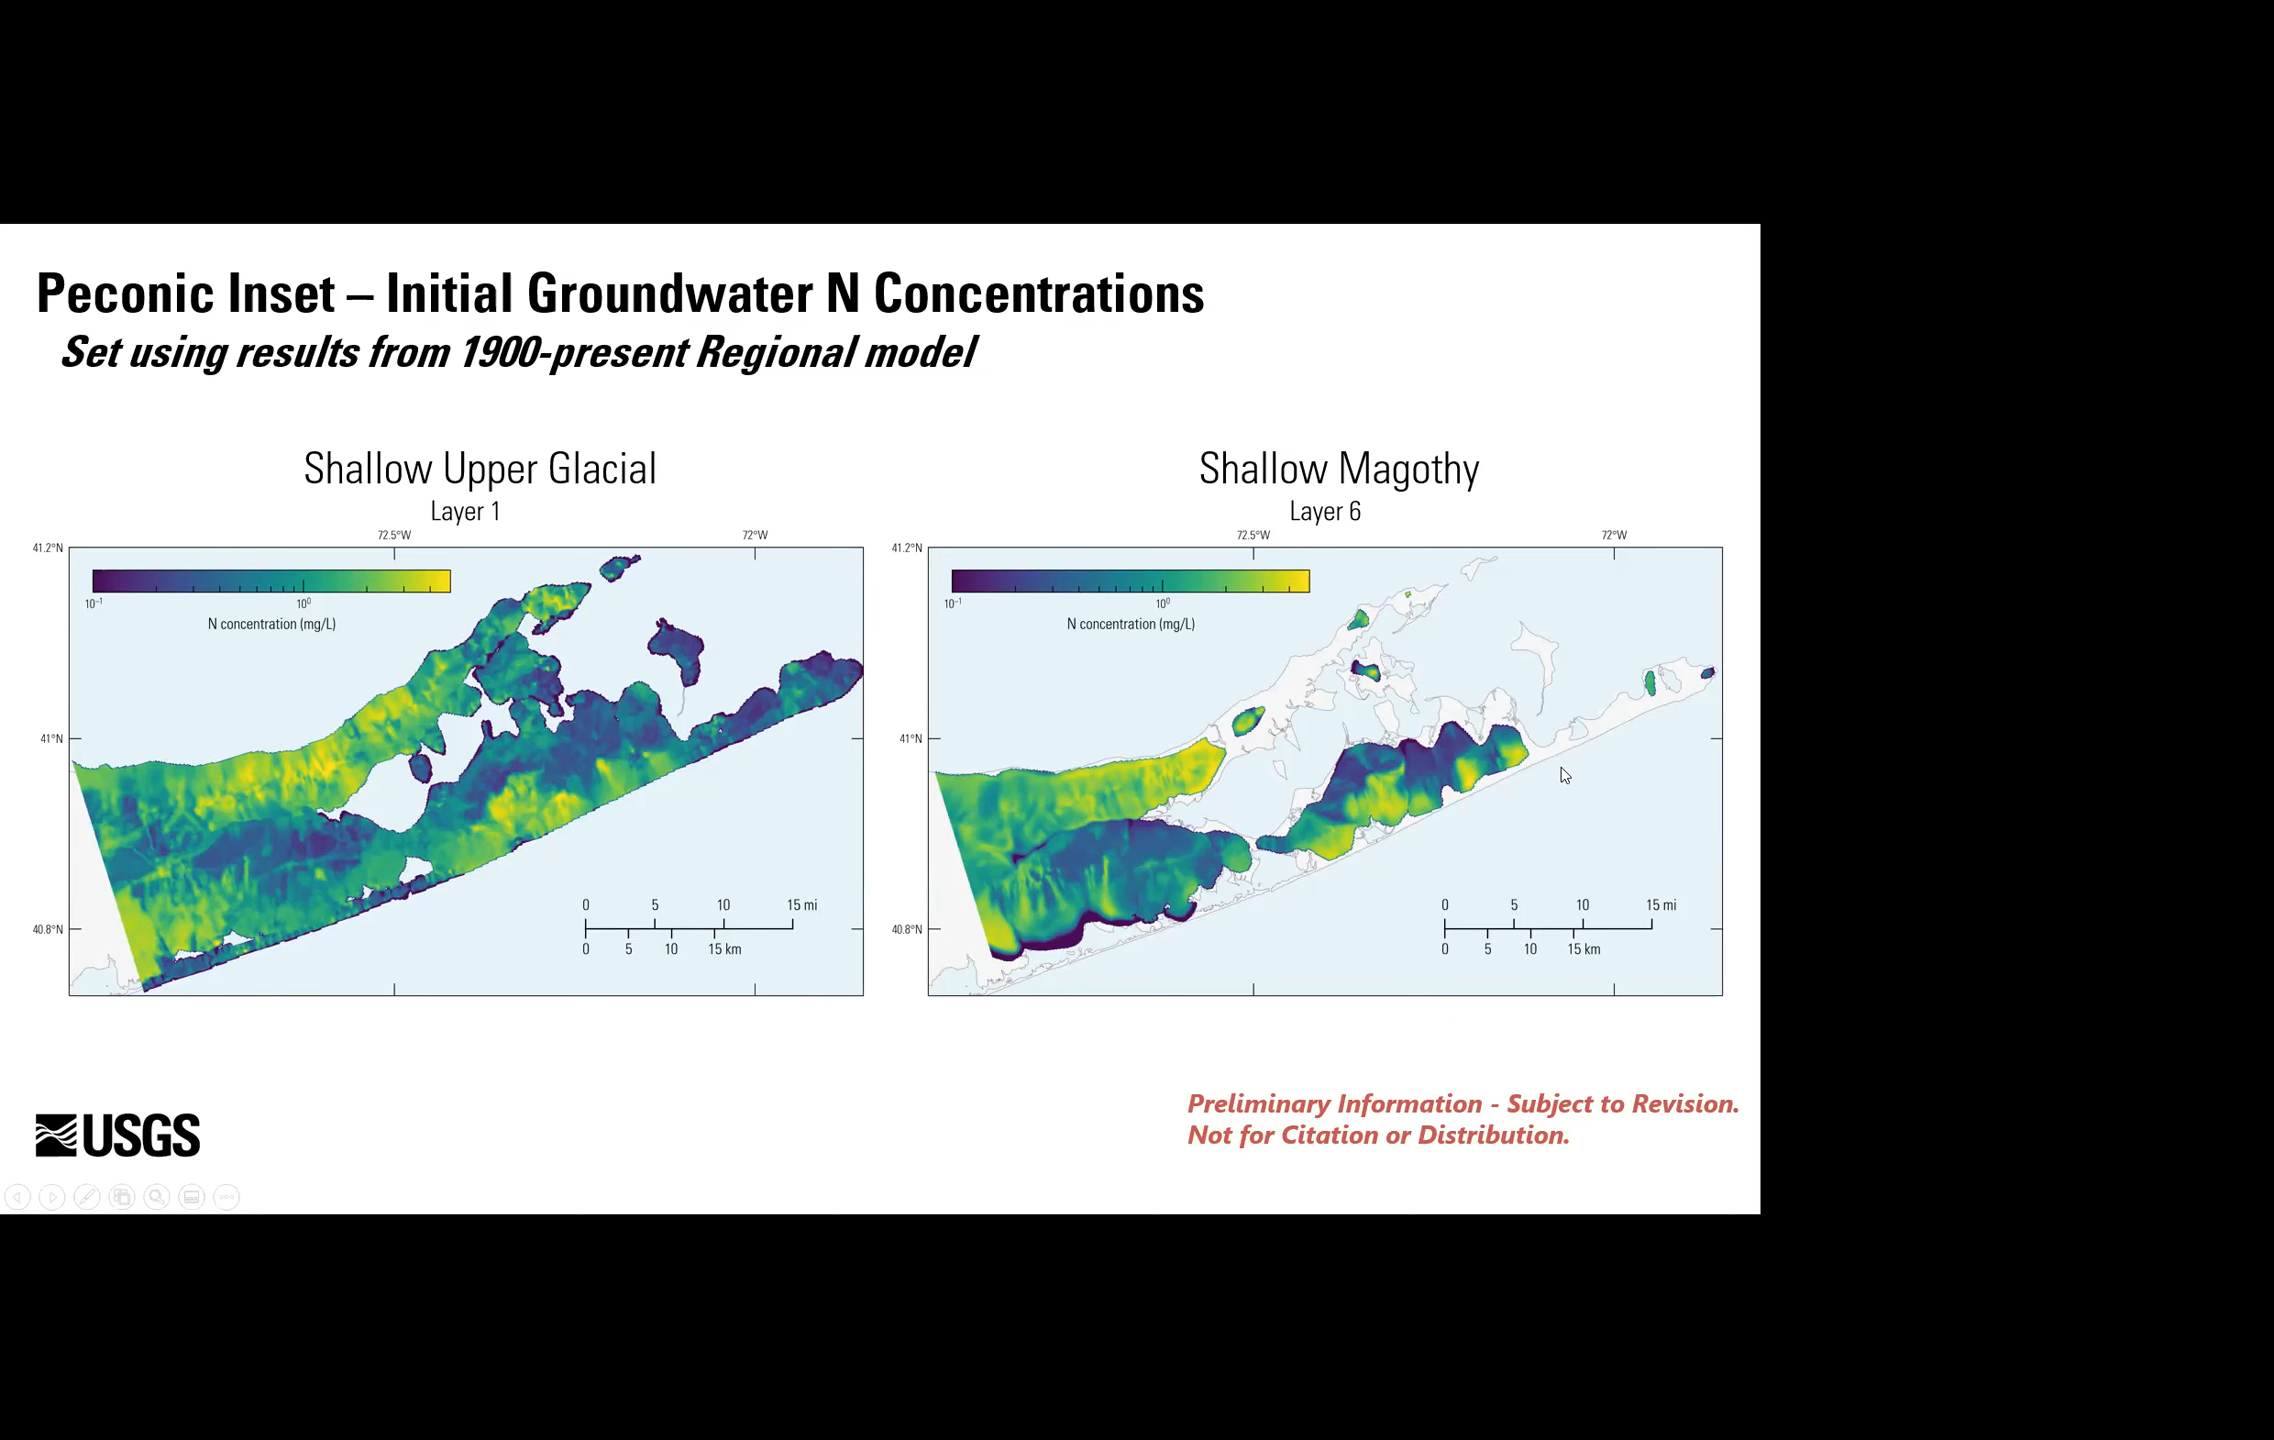 Peconic Inset – Initial Groundwater N Concentrations
Set using results from 1900-present Regional model
Shallow Upper Glacial
Layer 1
72.5°W 72°W
41.2°N
10⁻¹ 10⁰
N concentration (mg/L)
41°N
40.8°N
0 5 10 15 mi
0 5 10 15 km
Shallow Magothy
Layer 6
72.5°W 72°W
41.2°N
10⁻¹ 10⁰
N concentration (mg/L)
41°N
40.8°N
0 5 10 15 mi
0 5 10 15 km
USGS
Preliminary Information - Subject to Revision.
Not for Citation or Distribution.